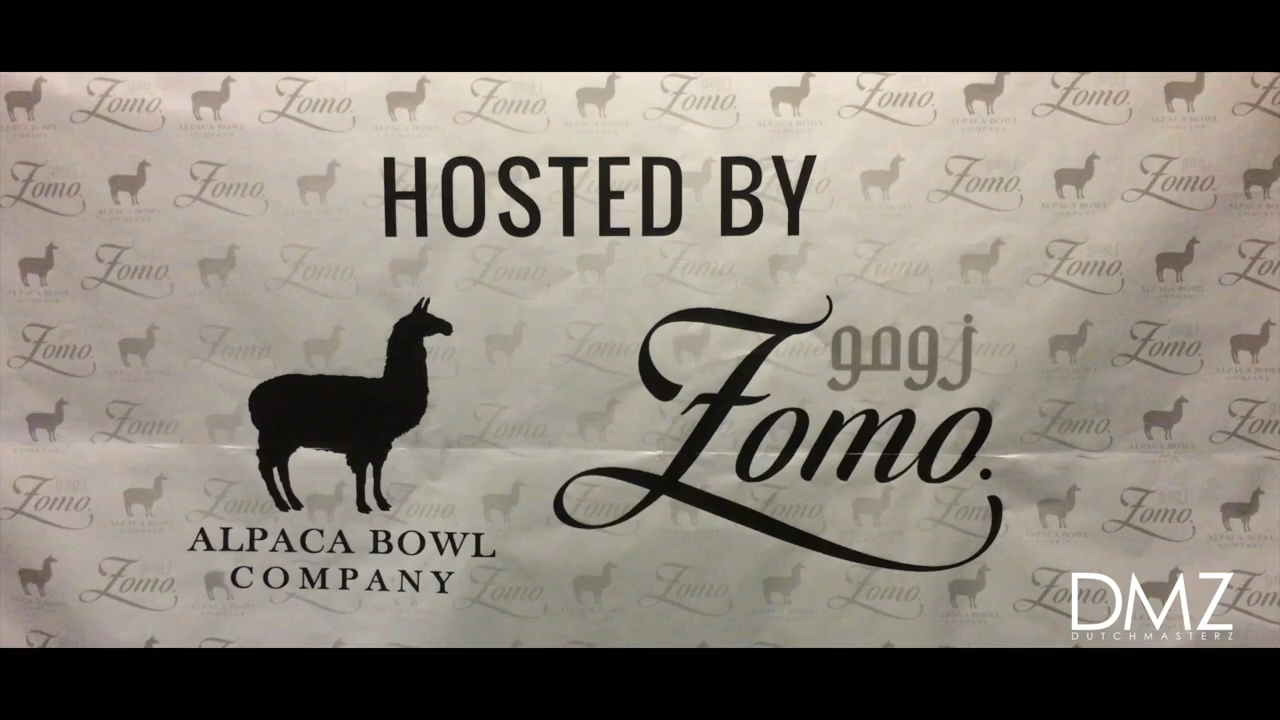 HOSTED BY
زومو
Zomo.
ALPACA BOWL
COMPANY
DMZ
DUTCHMASTERZ